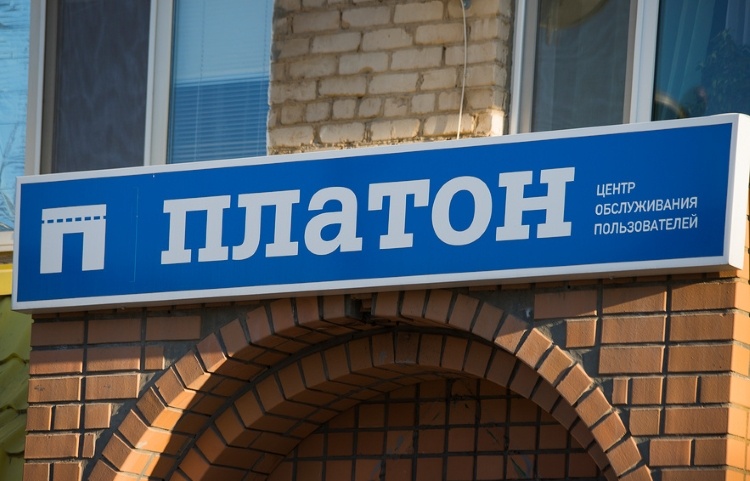 платон
ЦЕНТР
ОБСЛУЖИВАНИЯ
ПОЛЬЗОВАТЕЛЕЙ